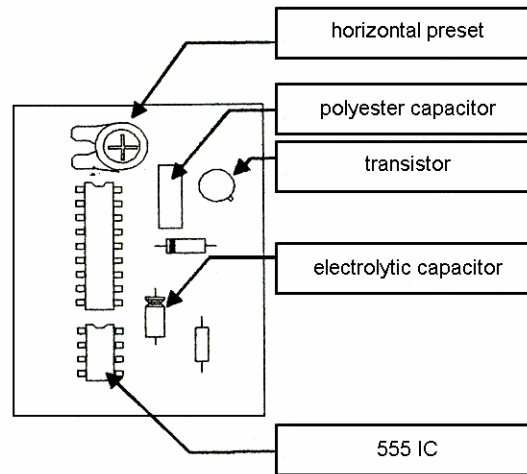 horizontal preset
polyester capacitor
transistor
electrolytic capacitor
555 IC